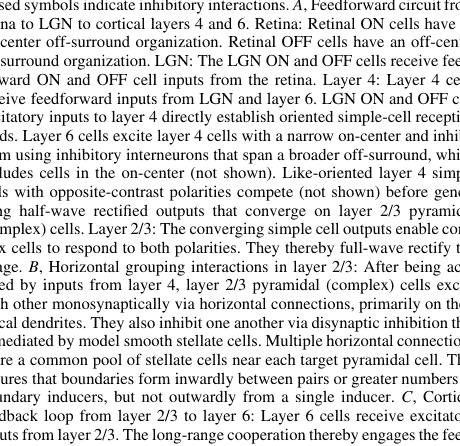 sed symbols indicate inhibitory interactions. A, Feedforward circuit fro
na to LGN to cortical layers 4 and 6. Retina: Retinal ON cells have
center off-surround organization. Retinal OFF cells have an off-cen
surround organization. LGN: The LGN ON and OFF cells receive fee
ward ON and OFF cell inputs from the retina. Layer 4: Layer 4 ce
eive feedforward inputs from LGN and layer 6. LGN ON and OFF c
citatory inputs to layer 4 directly establish oriented simple-cell recepti
ds. Layer 6 cells excite layer 4 cells with a narrow on-center and inhi
m using inhibitory interneurons that span a broader off-surround, whi
ludes cells in the on-center (not shown). Like-oriented layer 4 simp
ls with opposite-contrast polarities compete (not shown) before gene
ng half-wave rectified outputs that converge on layer 2/3 pyramid
omplex) cells. Layer 2/3: The converging simple cell outputs enable co
ex cells to respond to both polarities. They thereby full-wave rectify t
age. B, Horizontal grouping interactions in layer 2/3: After being ac
ed by inputs from layer 4, layer 2/3 pyramidal (complex) cells exc
h other monosynaptically via horizontal connections, primarily on the
cal dendrites. They also inhibit one another via disynaptic inhibition th
mediated by model smooth stellate cells. Multiple horizontal connectio
re a common pool of stellate cells near each target pyramidal cell. Th
ures that boundaries form inwardly between pairs or greater numbers
undary inducers, but not outwardly from a single inducer. C, Cortic
dback loop from layer 2/3 to layer 6: Layer 6 cells receive excitato
uts from layer 2/3. The long-range cooperation thereby engages the fee